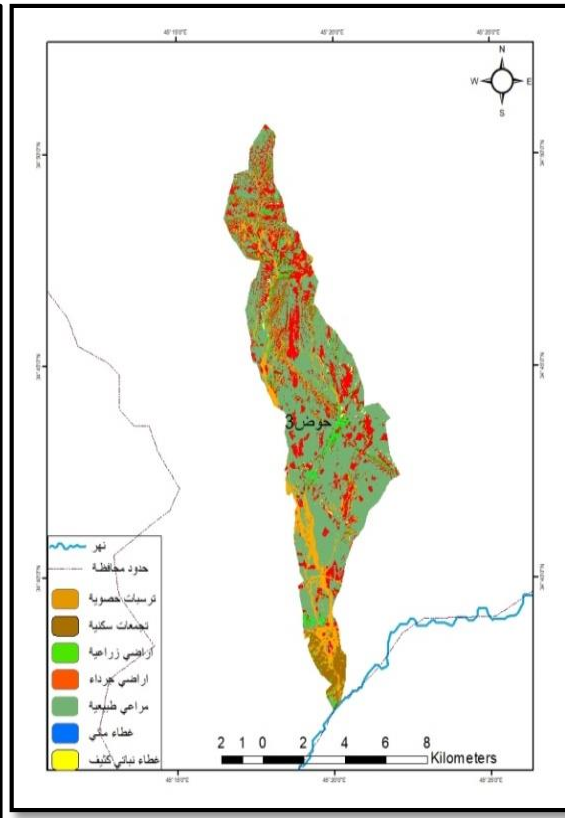 N
W E
S
حوض3
نهر
حدود محافظة
ترسبات حصوية
تجمعات سكنية
اراضي زراعية
اراضي جرداء
مراعي طبيعية
غطاء مائي
غطاء نباتي كثيف
2 1 0 2 4 6 8
Kilometers